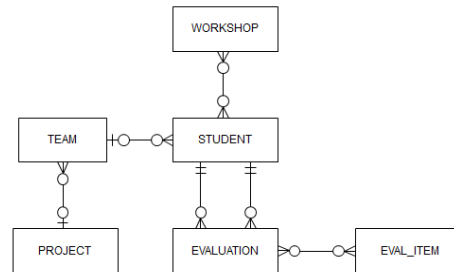 WORKSHOP
TEAM
STUDENT
PROJECT
EVALUATION
EVAL_ITEM